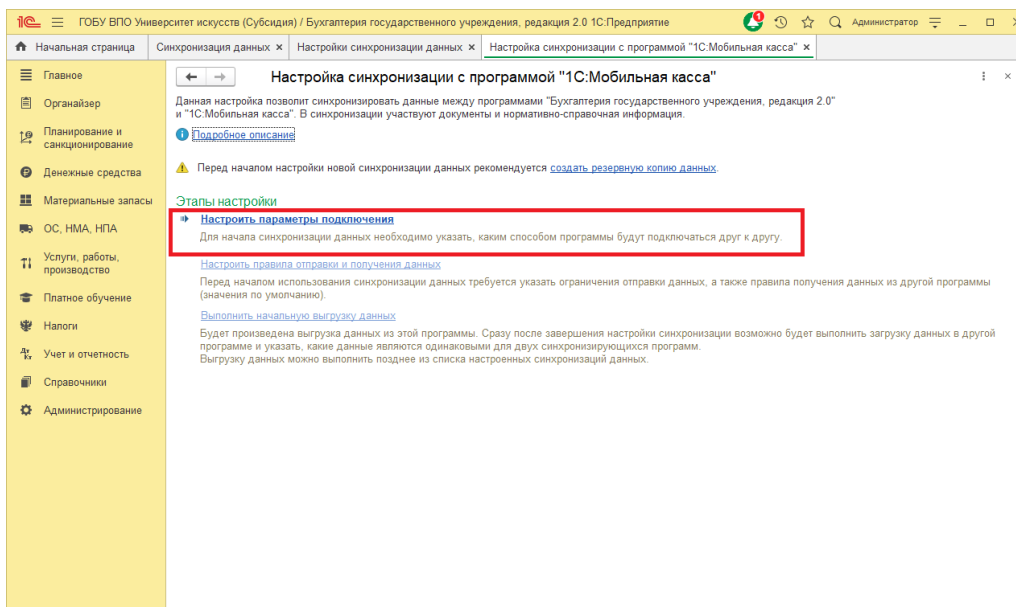 ГОБУ ВПО Университет искусств (Субсидия) / Бухгалтерия государственного учреждения, редакция 2.0 1С:Предприятие
1
Администратор
Начальная страница
Синхронизация данных ×
Настройки синхронизации данных ×
Настройка синхронизации с программой "1С:Мобильная касса" ×
Главное
Органайзер
Планирование и
санкционирование
Денежные средства
Материальные запасы
ОС, НМА, НПА
Услуги, работы,
производство
Платное обучение
Налоги
Учет и отчетность
Справочники
Администрирование
Настройка синхронизации с программой "1С:Мобильная касса"
Данная настройка позволит синхронизировать данные между программами "Бухгалтерия государственного учреждения, редакция 2.0"
и "1С:Мобильная касса". В синхронизации участвуют документы и нормативно-справочная информация.
Подробное описание
Перед началом настройки новой синхронизации данных рекомендуется создать резервную копию данных.
Этапы настройки
Настроить параметры подключения
Для начала синхронизации данных необходимо указать, каким способом программы будут подключаться друг к другу.
Настроить правила отправки и получения данных
Перед началом использования синхронизации данных требуется указать ограничения отправки данных, а также правила получения данных из другой программы
(значения по умолчанию).
Выполнить начальную выгрузку данных
Будет произведена выгрузка данных из этой программы. Сразу после завершения настройки синхронизации возможно будет выполнить загрузку данных в другой
программе и указать, какие данные являются одинаковыми для двух синхронизирующихся программ.
Выгрузку данных можно выполнить позднее из списка настроенных синхронизаций данных.